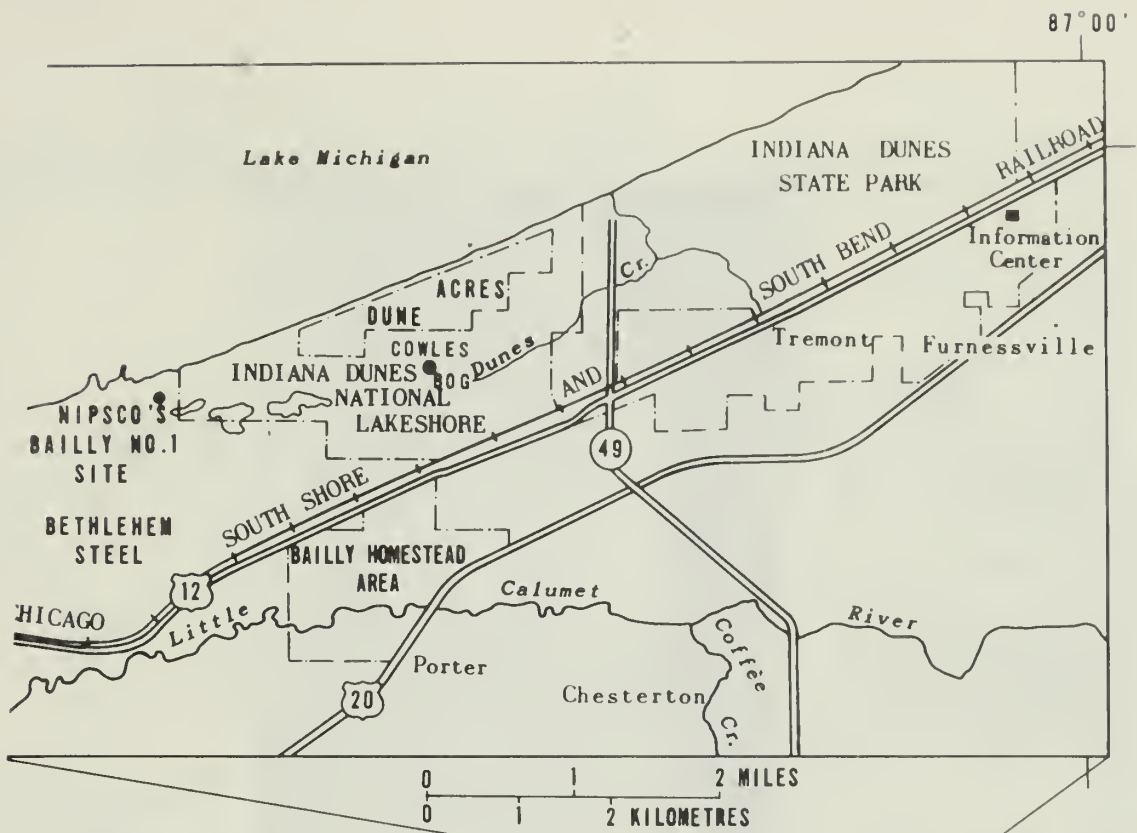 87°00'
Lake Michigan
INDIANA DUNES
STATE PARK
CHICAGO SOUTH SHORE AND SOUTH BEND RAILROAD
Information
Center
Dunes Cr.
DUNE ACRES
COWLES
BOG
INDIANA DUNES
NATIONAL
LAKESHORE
Tremont
Furnessville
NIPSCO'S
BAILLY NO.1
SITE
49
BETHLEHEM
STEEL
BAILLY HOMESTEAD
AREA
12
Little Calumet River
Porter
Coffee Cr.
Chesterton
20
0 1 2 MILES
0 1 2 KILOMETRES